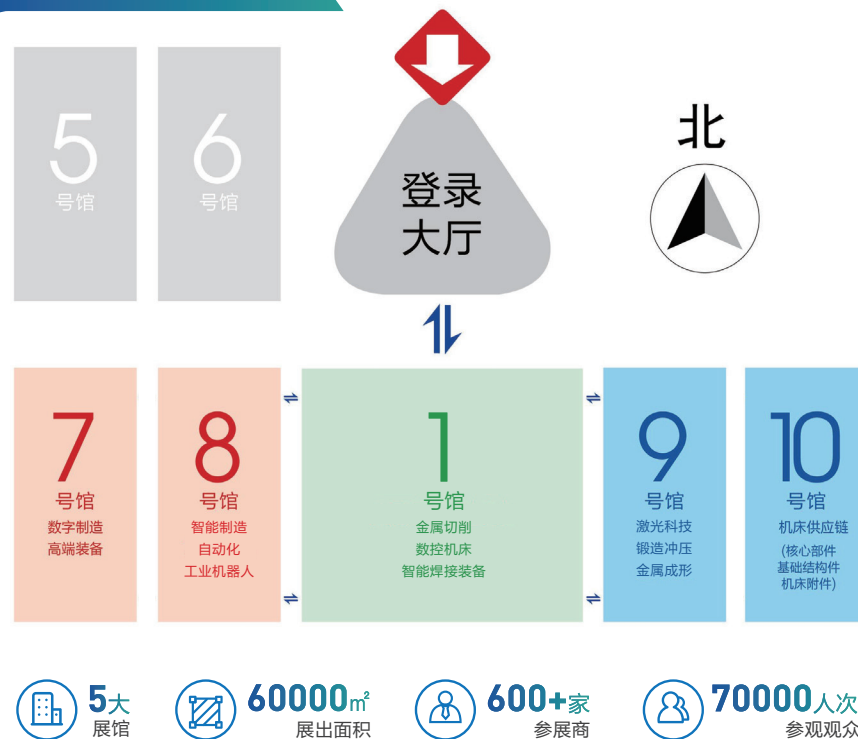 5
号馆
6
号馆
登录
大厅
北
7
号馆
数字制造
高端装备
8
号馆
智能制造
自动化
工业机器人
1
号馆
金属切削
数控机床
智能焊接装备
9
号馆
激光科技
锻造冲压
金属成形
10
号馆
机床供应链
(核心部件
基础结构件
机床附件)
5大
展馆
60000㎡
展出面积
600+家
参展商
70000人次
参观观众